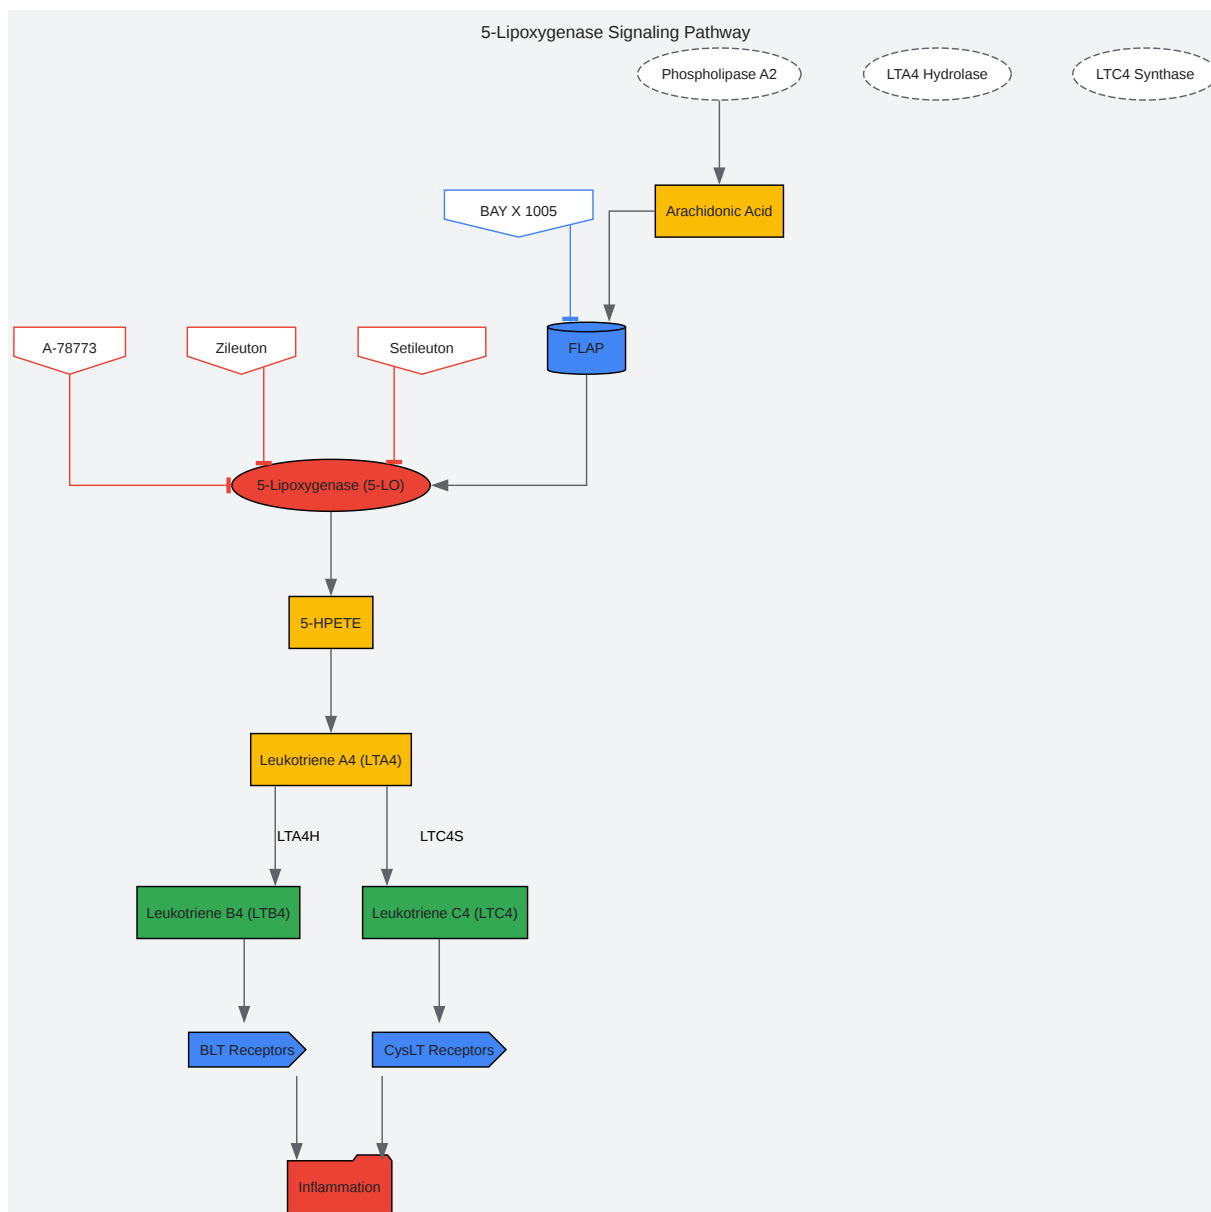 5-Lipoxygenase Signaling Pathway
Phospholipase A2
LTA4 Hydrolase
LTC4 Synthase
BAY X 1005
Arachidonic Acid
A-78773
Zileuton
Setileuton
FLAP
5-Lipoxygenase (5-LO)
5-HPETE
Leukotriene A4 (LTA4)
LTA4H
LTC4S
Leukotriene B4 (LTB4)
Leukotriene C4 (LTC4)
BLT Receptors
CysLT Receptors
Inflammation